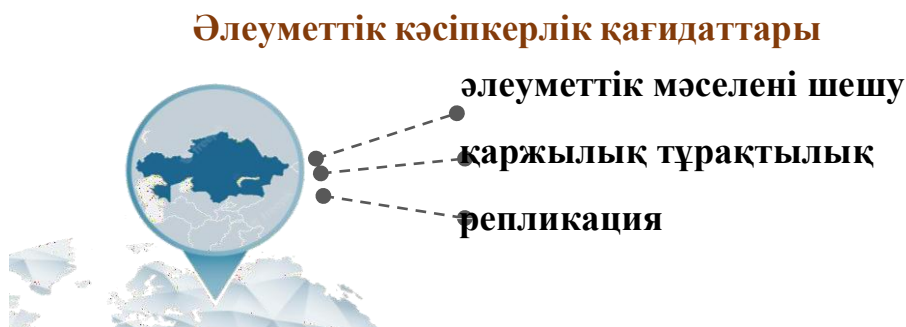 Әлеуметтік кәсіпкерлік қағидаттары
әлеуметтік мәселені шешу
қаржылық тұрақтылық
репликация